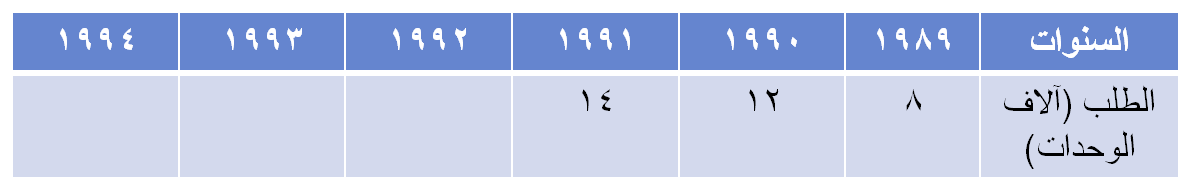 السنوات ١٩٨٩ ١٩٩٠ ١٩٩١ ١٩٩٢ ١٩٩٣ ١٩٩٤
الطلب (آلاف ٨ ١٢ ١٤
الوحدات)